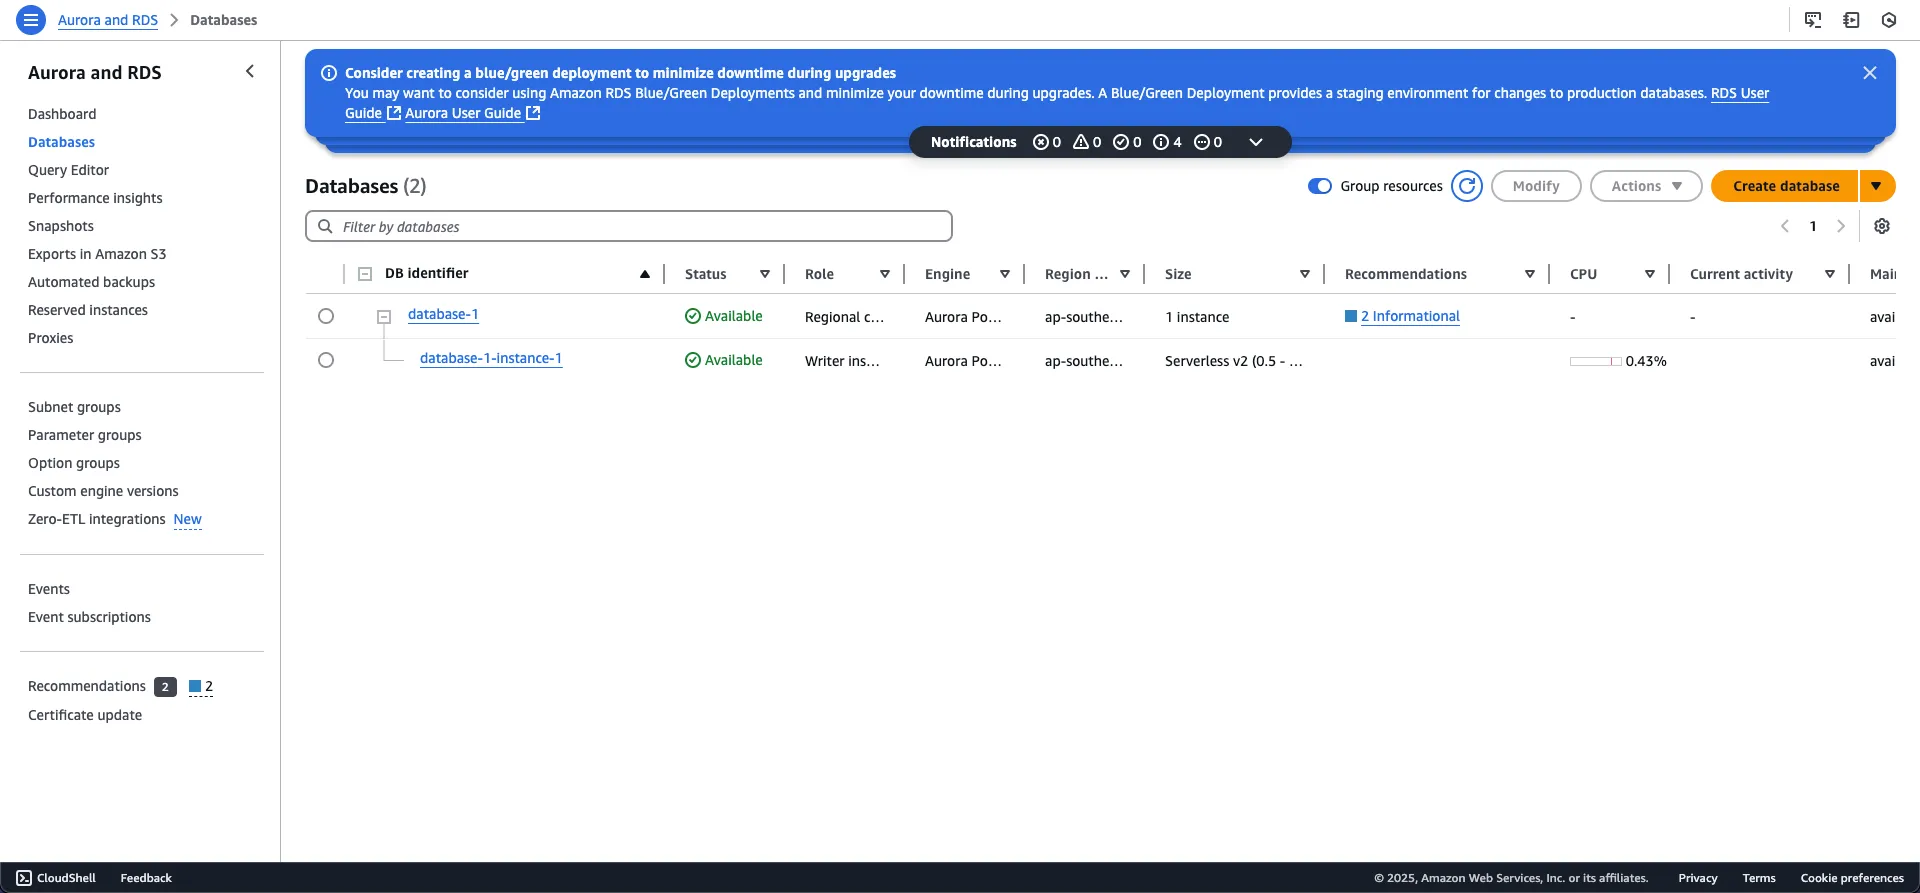 Aurora and RDS > Databases
Aurora and RDS
Dashboard
Databases
Query Editor
Performance insights
Snapshots
Exports in Amazon S3
Automated backups
Reserved instances
Proxies
Subnet groups
Parameter groups
Option groups
Custom engine versions
Zero-ETL integrations New
Events
Event subscriptions
Recommendations 2 2
Certificate update
Consider creating a blue/green deployment to minimize downtime during upgrades
You may want to consider using Amazon RDS Blue/Green Deployments and minimize your downtime during upgrades. A Blue/Green Deployment provides a staging environment for changes to production databases. RDS User
Guide Aurora User Guide
Notifications 0 0 0 4 0
Databases (2)
Group resources Modify Actions Create database
Filter by databases
1
DB identifier Status Role Engine Region ... Size Recommendations CPU Current activity Mai
database-1 Available Regional c... Aurora Po... ap-southe... 1 instance 2 Informational - - avai
database-1-instance-1 Available Writer ins... Aurora Po... ap-southe... Serverless v2 (0.5 - ... 0.43% avai
CloudShell Feedback © 2025, Amazon Web Services, Inc. or its affiliates. Privacy Terms Cookie preferences